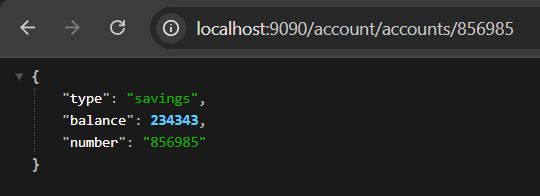 localhost:9090/account/accounts/856985
{
"type": "savings",
"balance": 234343,
"number": "856985"
}